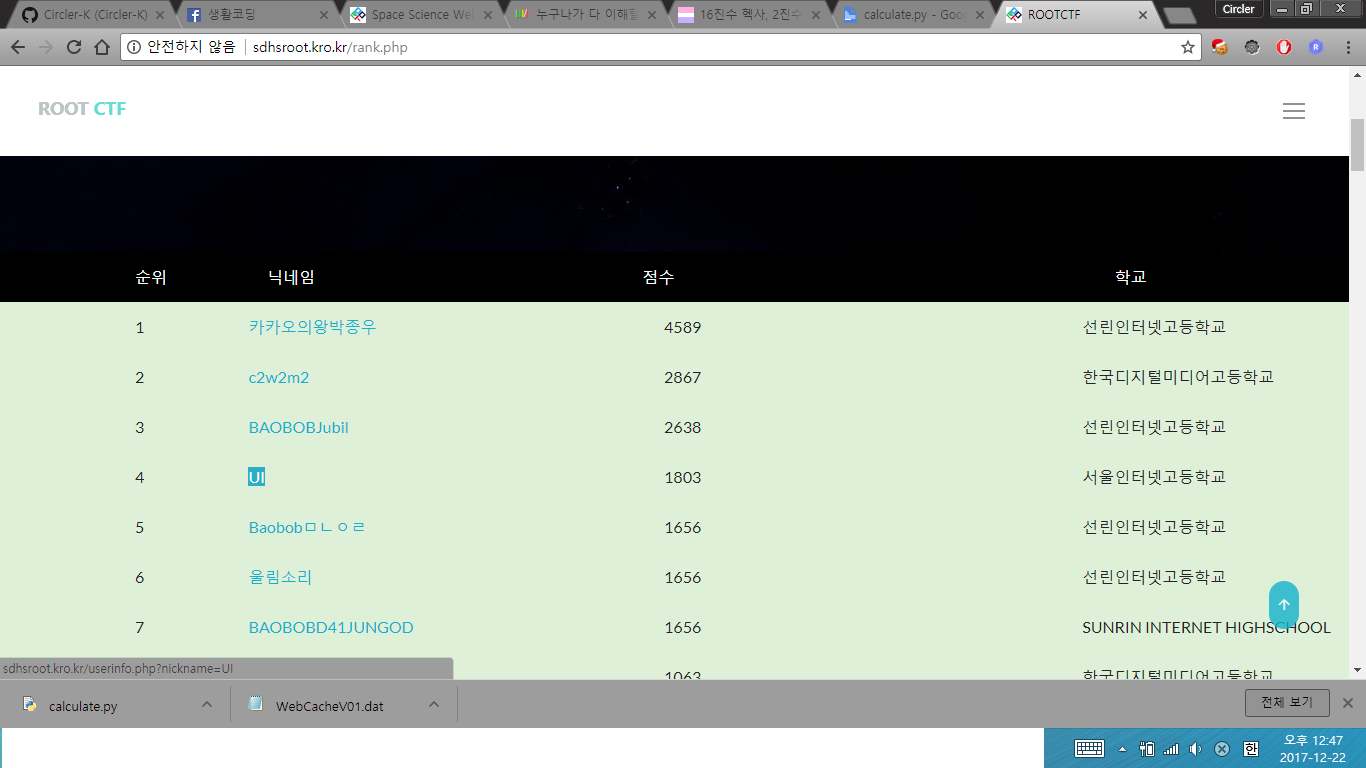 Circler-K (Circler-K)
생활코딩
Space Science We
누구나가 다 이해할
16진수 헥사, 2진수
calculate.py - Goo
ROOTCTF
Circler
안전하지 않음
sdhsroot.kro.kr/rank.php
ROOT CTF
순위 닉네임 점수 학교
1 카카오의왕박종우 4589 선린인터넷고등학교
2 c2w2m2 2867 한국디지털미디어고등학교
3 BAOBOBJubil 2638 선린인터넷고등학교
4 UI 1803 서울인터넷고등학교
5 Baobobㅁㄴㅇㄹ 1656 선린인터넷고등학교
6 울림소리 1656 선린인터넷고등학교
7 BAOBOBD41JUNGOD 1656 SUNRIN INTERNET HIGHSCHOOL
1063 한국디지털미디어고등학교
sdhsroot.kro.kr/userinfo.php?nickname=UI
calculate.py
WebCacheV01.dat
전체 보기
한
오후 12:47
2017-12-22